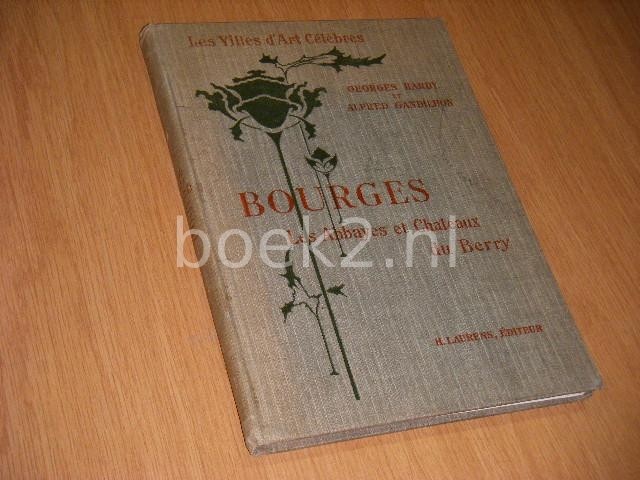 Les Villes d'Art Célèbres
GEORGES HARDY
ET
ALFRED GANDILHON
BOURGES
Les Abbayes et Chateaux
du Berry
boek2.nl
H. LAURENS, ÉDITEUR